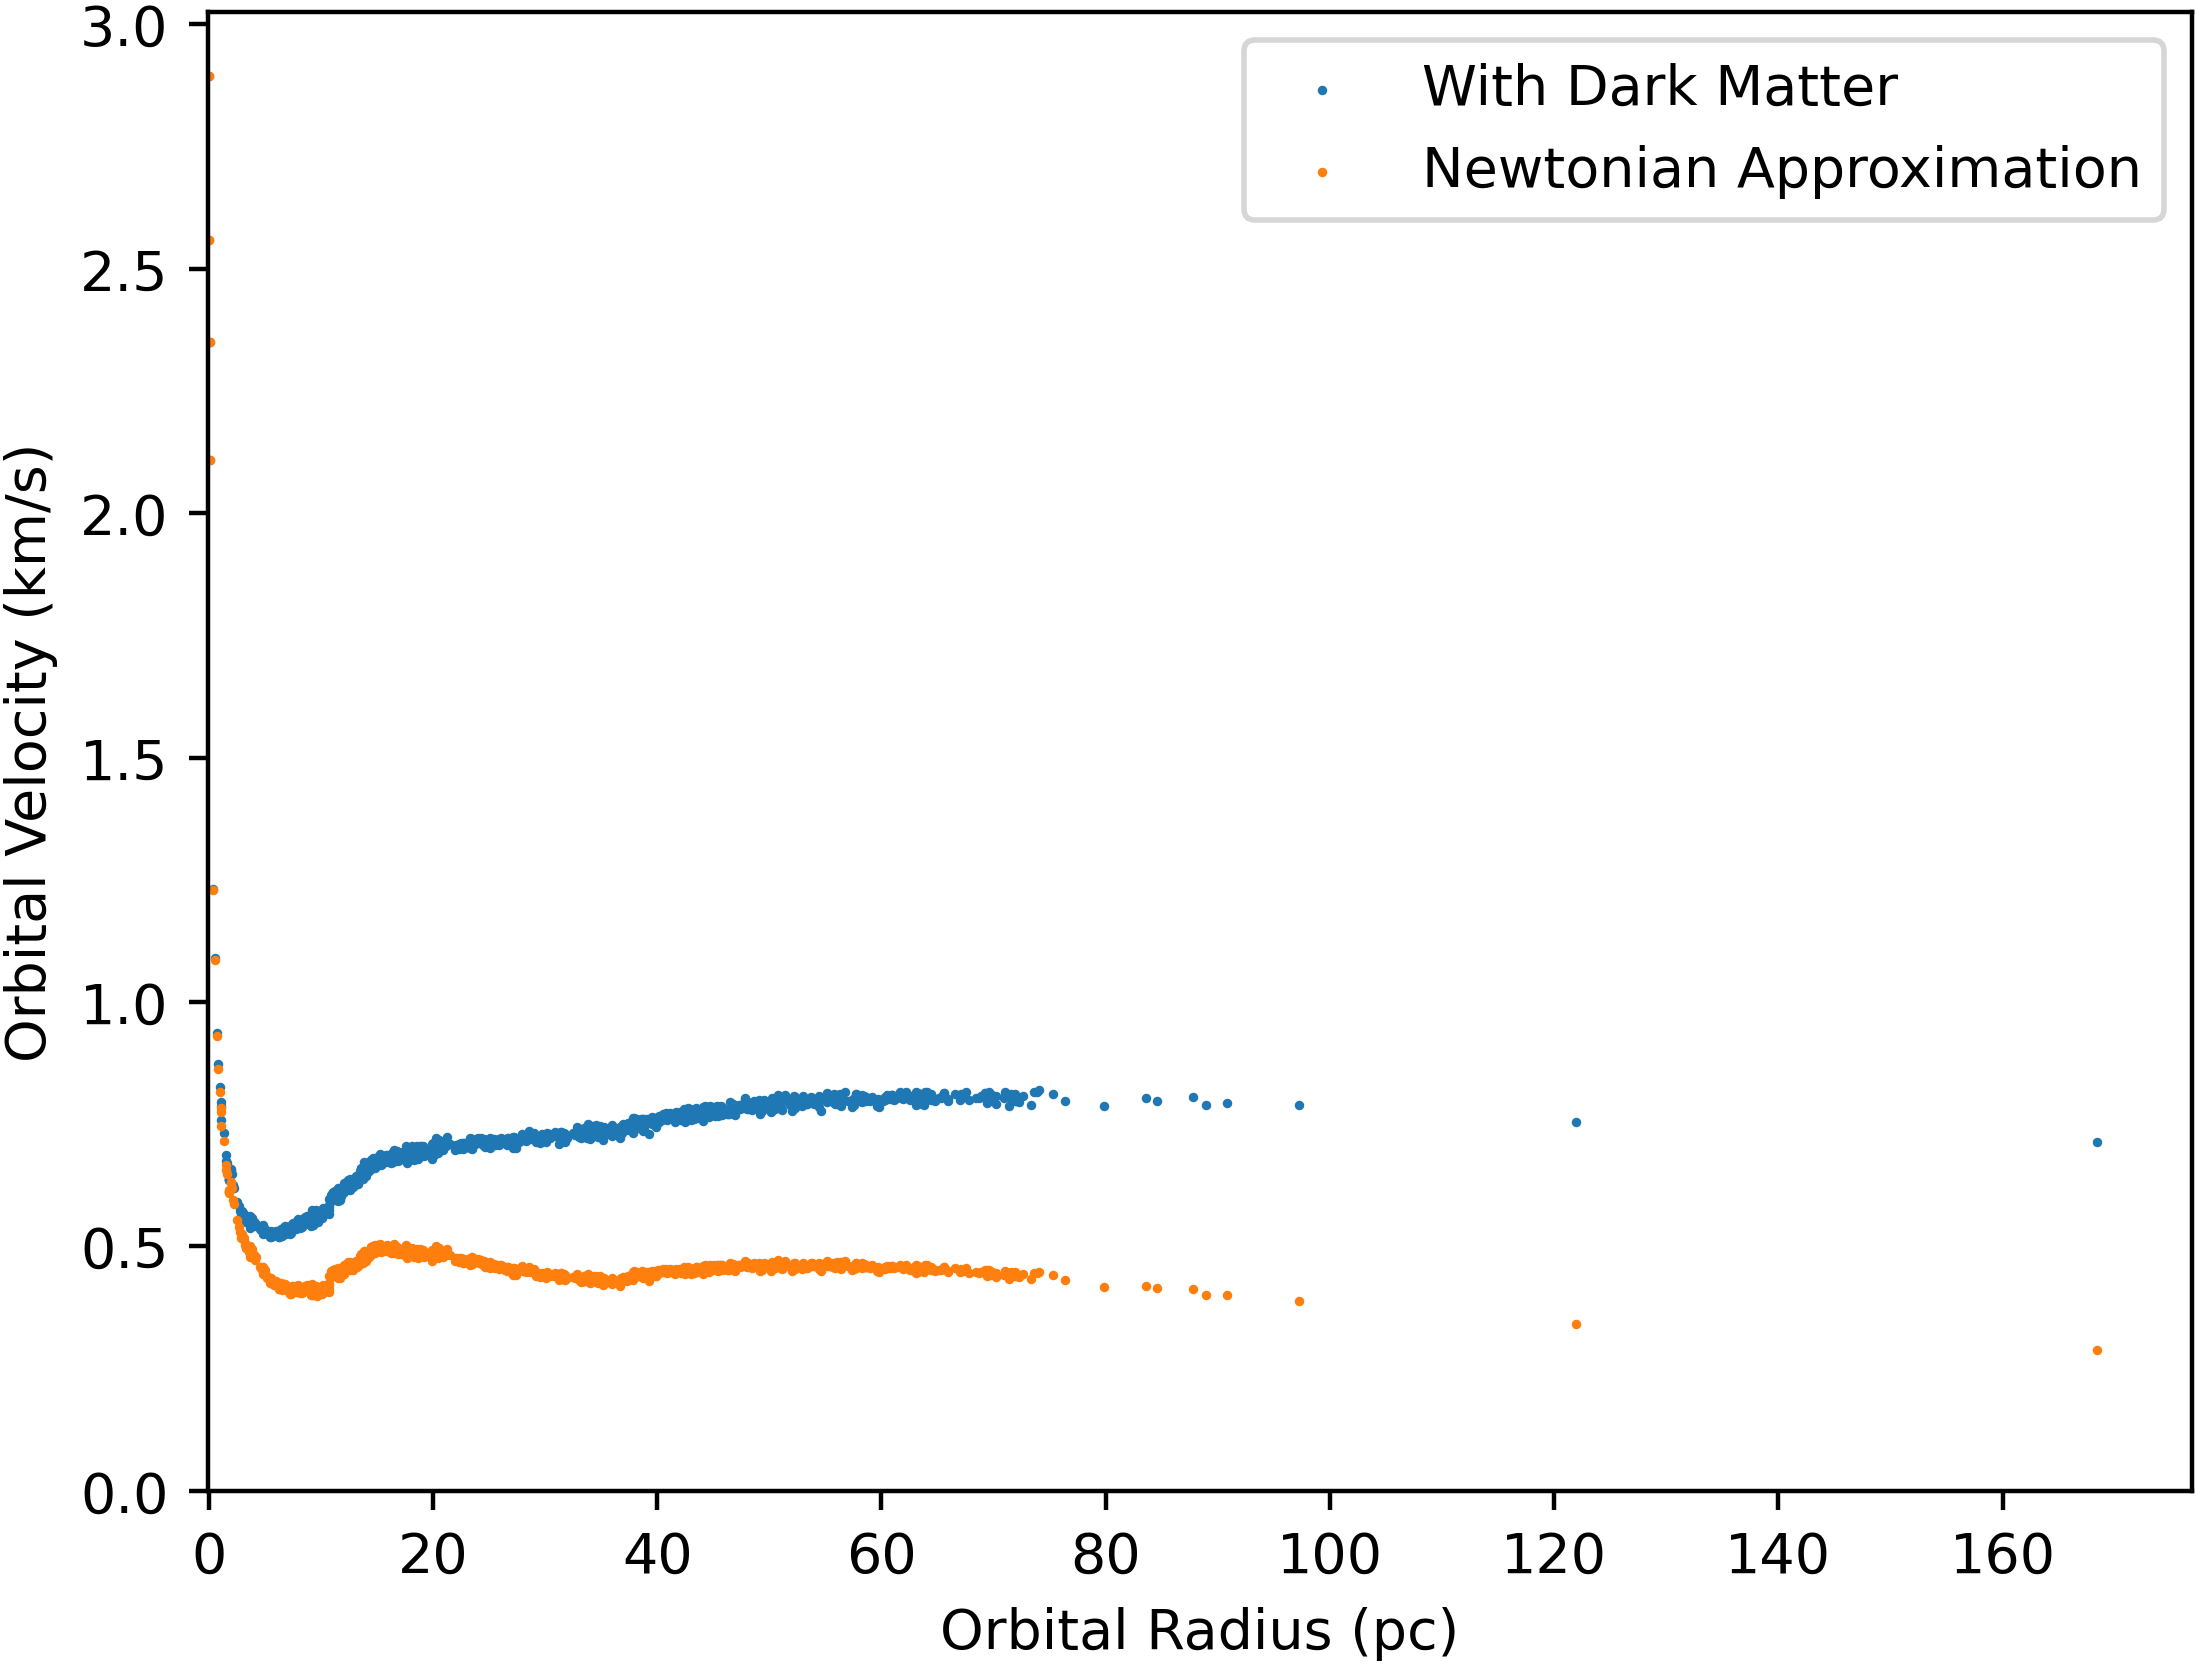 3.0
2.5
2.0
1.5
1.0
0.5
0.0
Orbital Velocity (km/s)
With Dark Matter
Newtonian Approximation
0 20 40 60 80 100 120 140 160
Orbital Radius (pc)